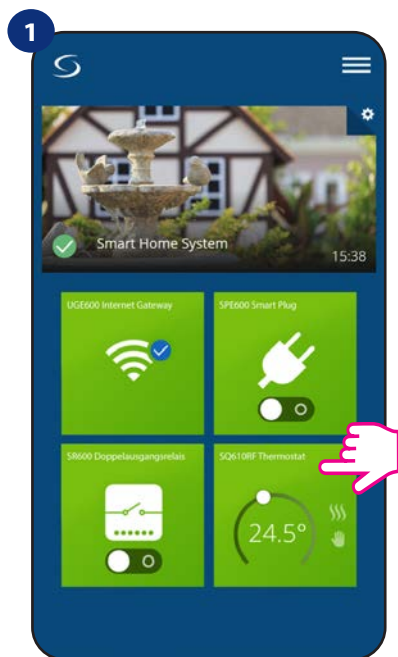 1
Smart Home System
15:38
UGE600 Internet Gateway
SPE600 Smart Plug
SR600 Doppelausgangsrelais
SQ610RF Thermostat
24.5°